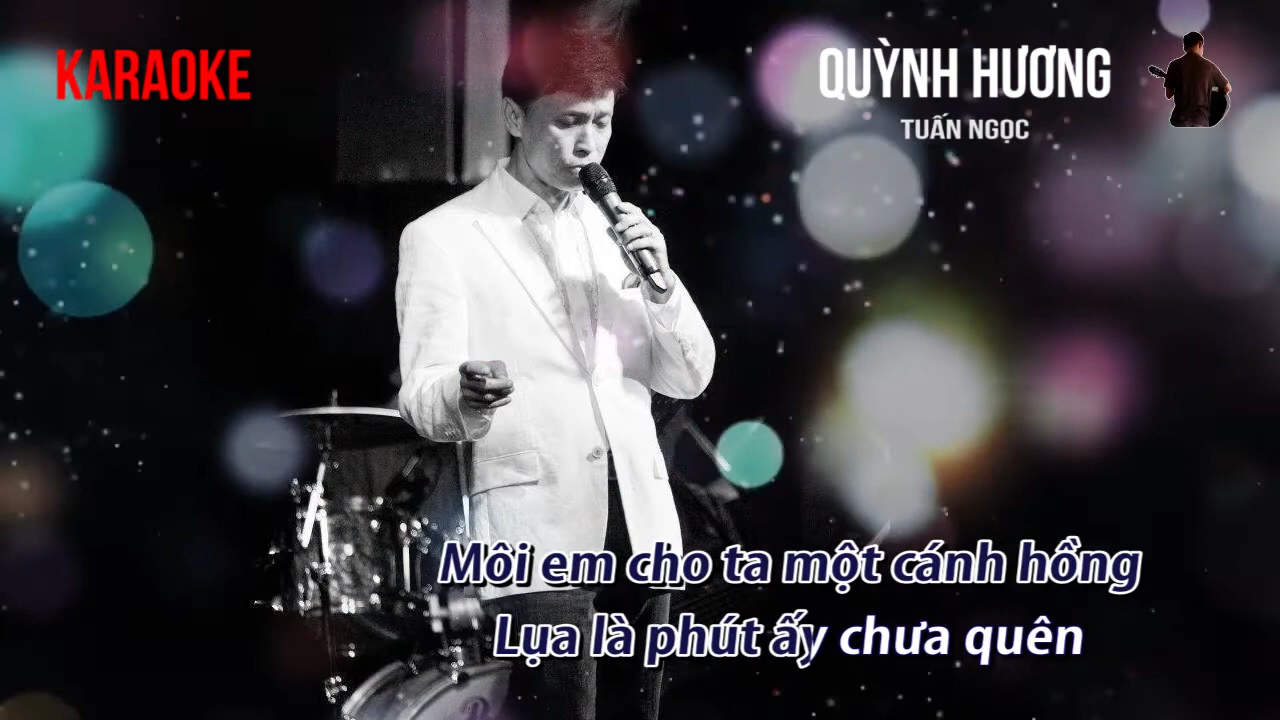 KARAOKE
QUỲNH HƯƠNG
TUẤN NGỌC
Môi em cho ta một cánh hồng
Lụa là phút ấy chưa quên